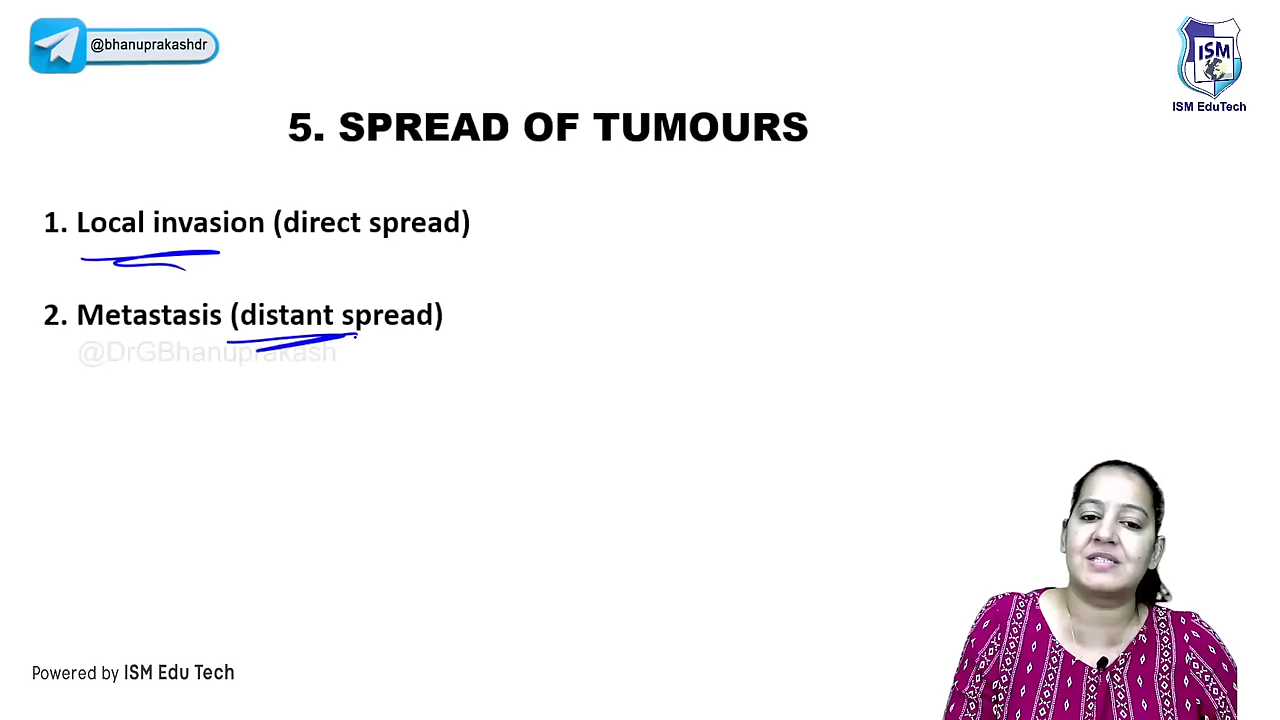 @bhanuprakashdr
ISM
ISM EduTech
5. SPREAD OF TUMOURS
1. Local invasion (direct spread)
2. Metastasis (distant spread)
@DrGBhanuprakash
Powered by ISM Edu Tech